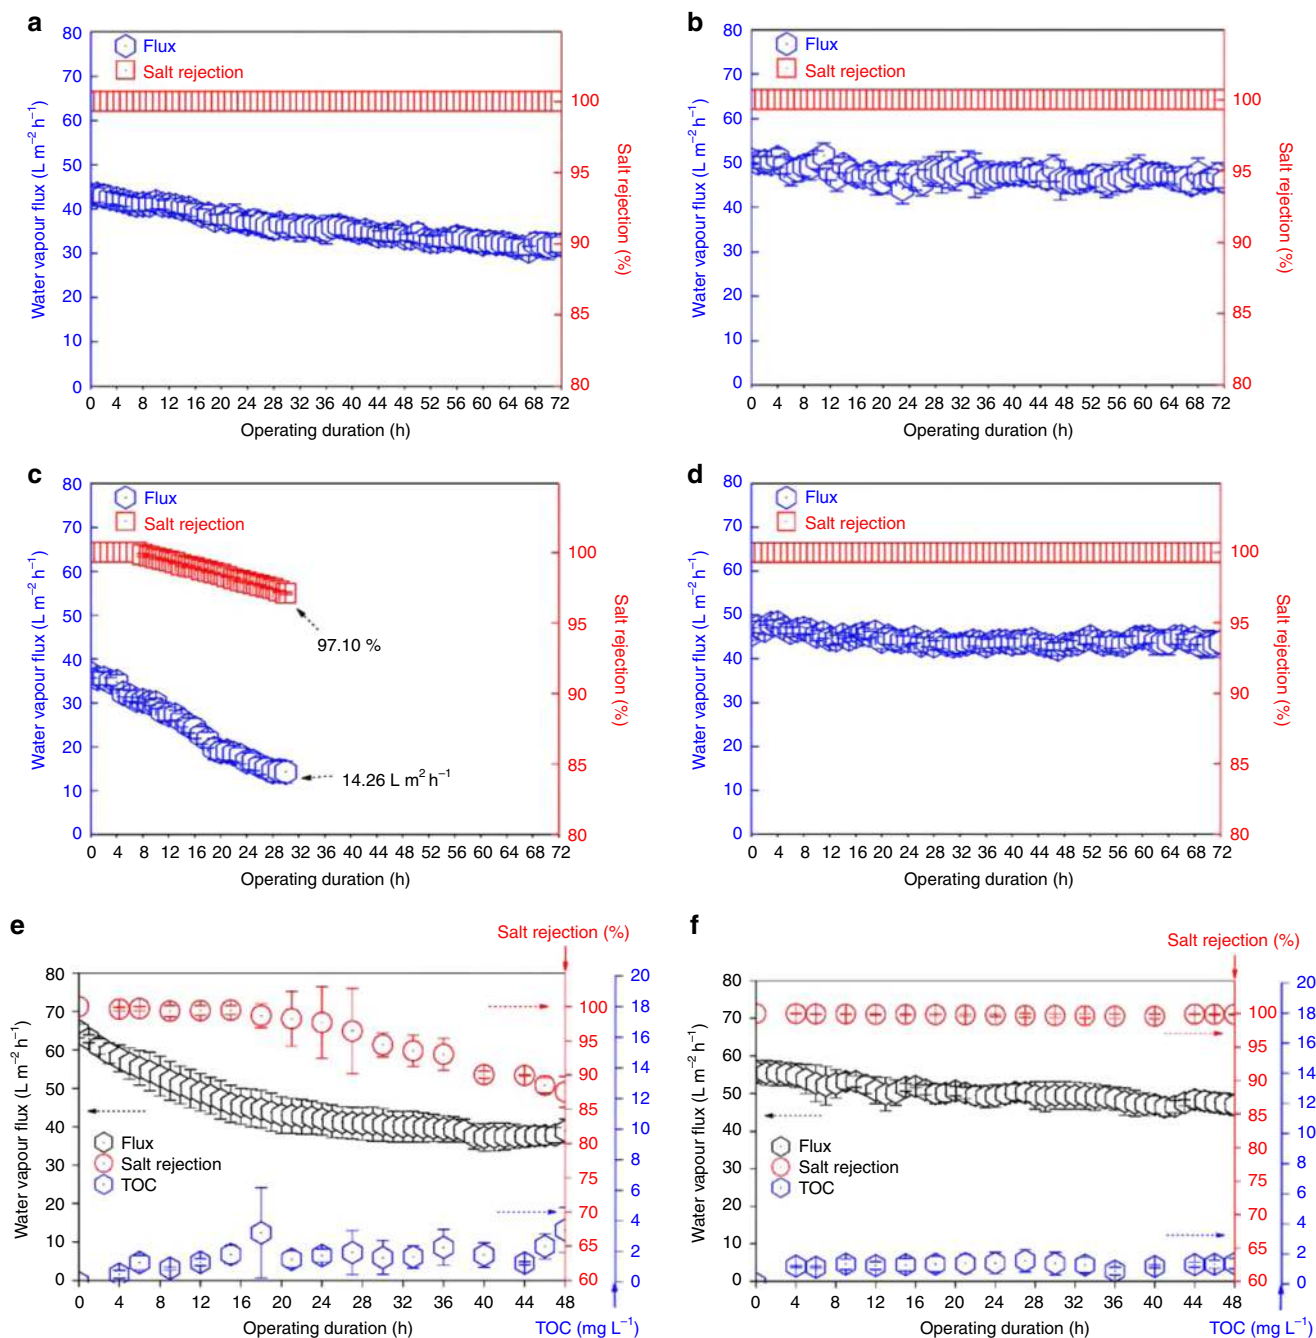 a
Flux
Salt rejection
80
70
60
50
40
30
20
10
0
Water vapour flux (L m⁻² h⁻¹)
100
95
90
85
80
Salt rejection (%)
0 4 8 12 16 20 24 28 32 36 40 44 48 52 56 60 64 68 72
Operating duration (h)
b
Flux
Salt rejection
80
70
60
50
40
30
20
10
0
Water vapour flux (L m⁻² h⁻¹)
100
95
90
85
80
Salt rejection (%)
0 4 8 12 16 20 24 28 32 36 40 44 48 52 56 60 64 68 72
Operating duration (h)
c
Flux
Salt rejection
97.10 %
14.26 L m² h⁻¹
80
70
60
50
40
30
20
10
0
Water vapour flux (L m⁻² h⁻¹)
100
95
90
85
80
Salt rejection (%)
0 4 8 12 16 20 24 28 32 36 40 44 48 52 56 60 64 68 72
Operating duration (h)
d
Flux
Salt rejection
80
70
60
50
40
30
20
10
0
Water vapour flux (L m⁻² h⁻¹)
100
95
90
85
80
Salt rejection (%)
0 4 8 12 16 20 24 28 32 36 40 44 48 52 56 60 64 68 72
Operating duration (h)
e
Salt rejection (%)
80
70
60
50
40
30
20
10
0
Water vapour flux (L m⁻² h⁻¹)
Flux
Salt rejection
TOC
100
95
90
85
80
75
70
65
60
20
18
16
14
12
10
8
6
4
2
0
0 4 8 12 16 20 24 28 32 36 40 44 48
Operating duration (h)
TOC (mg L⁻¹)
f
Salt rejection (%)
80
70
60
50
40
30
20
10
0
Water vapour flux (L m⁻² h⁻¹)
Flux
Salt rejection
TOC
100
95
90
85
80
75
70
65
60
20
18
16
14
12
10
8
6
4
2
0
0 4 8 12 16 20 24 28 32 36 40 44 48
Operating duration (h)
TOC (mg L⁻¹)